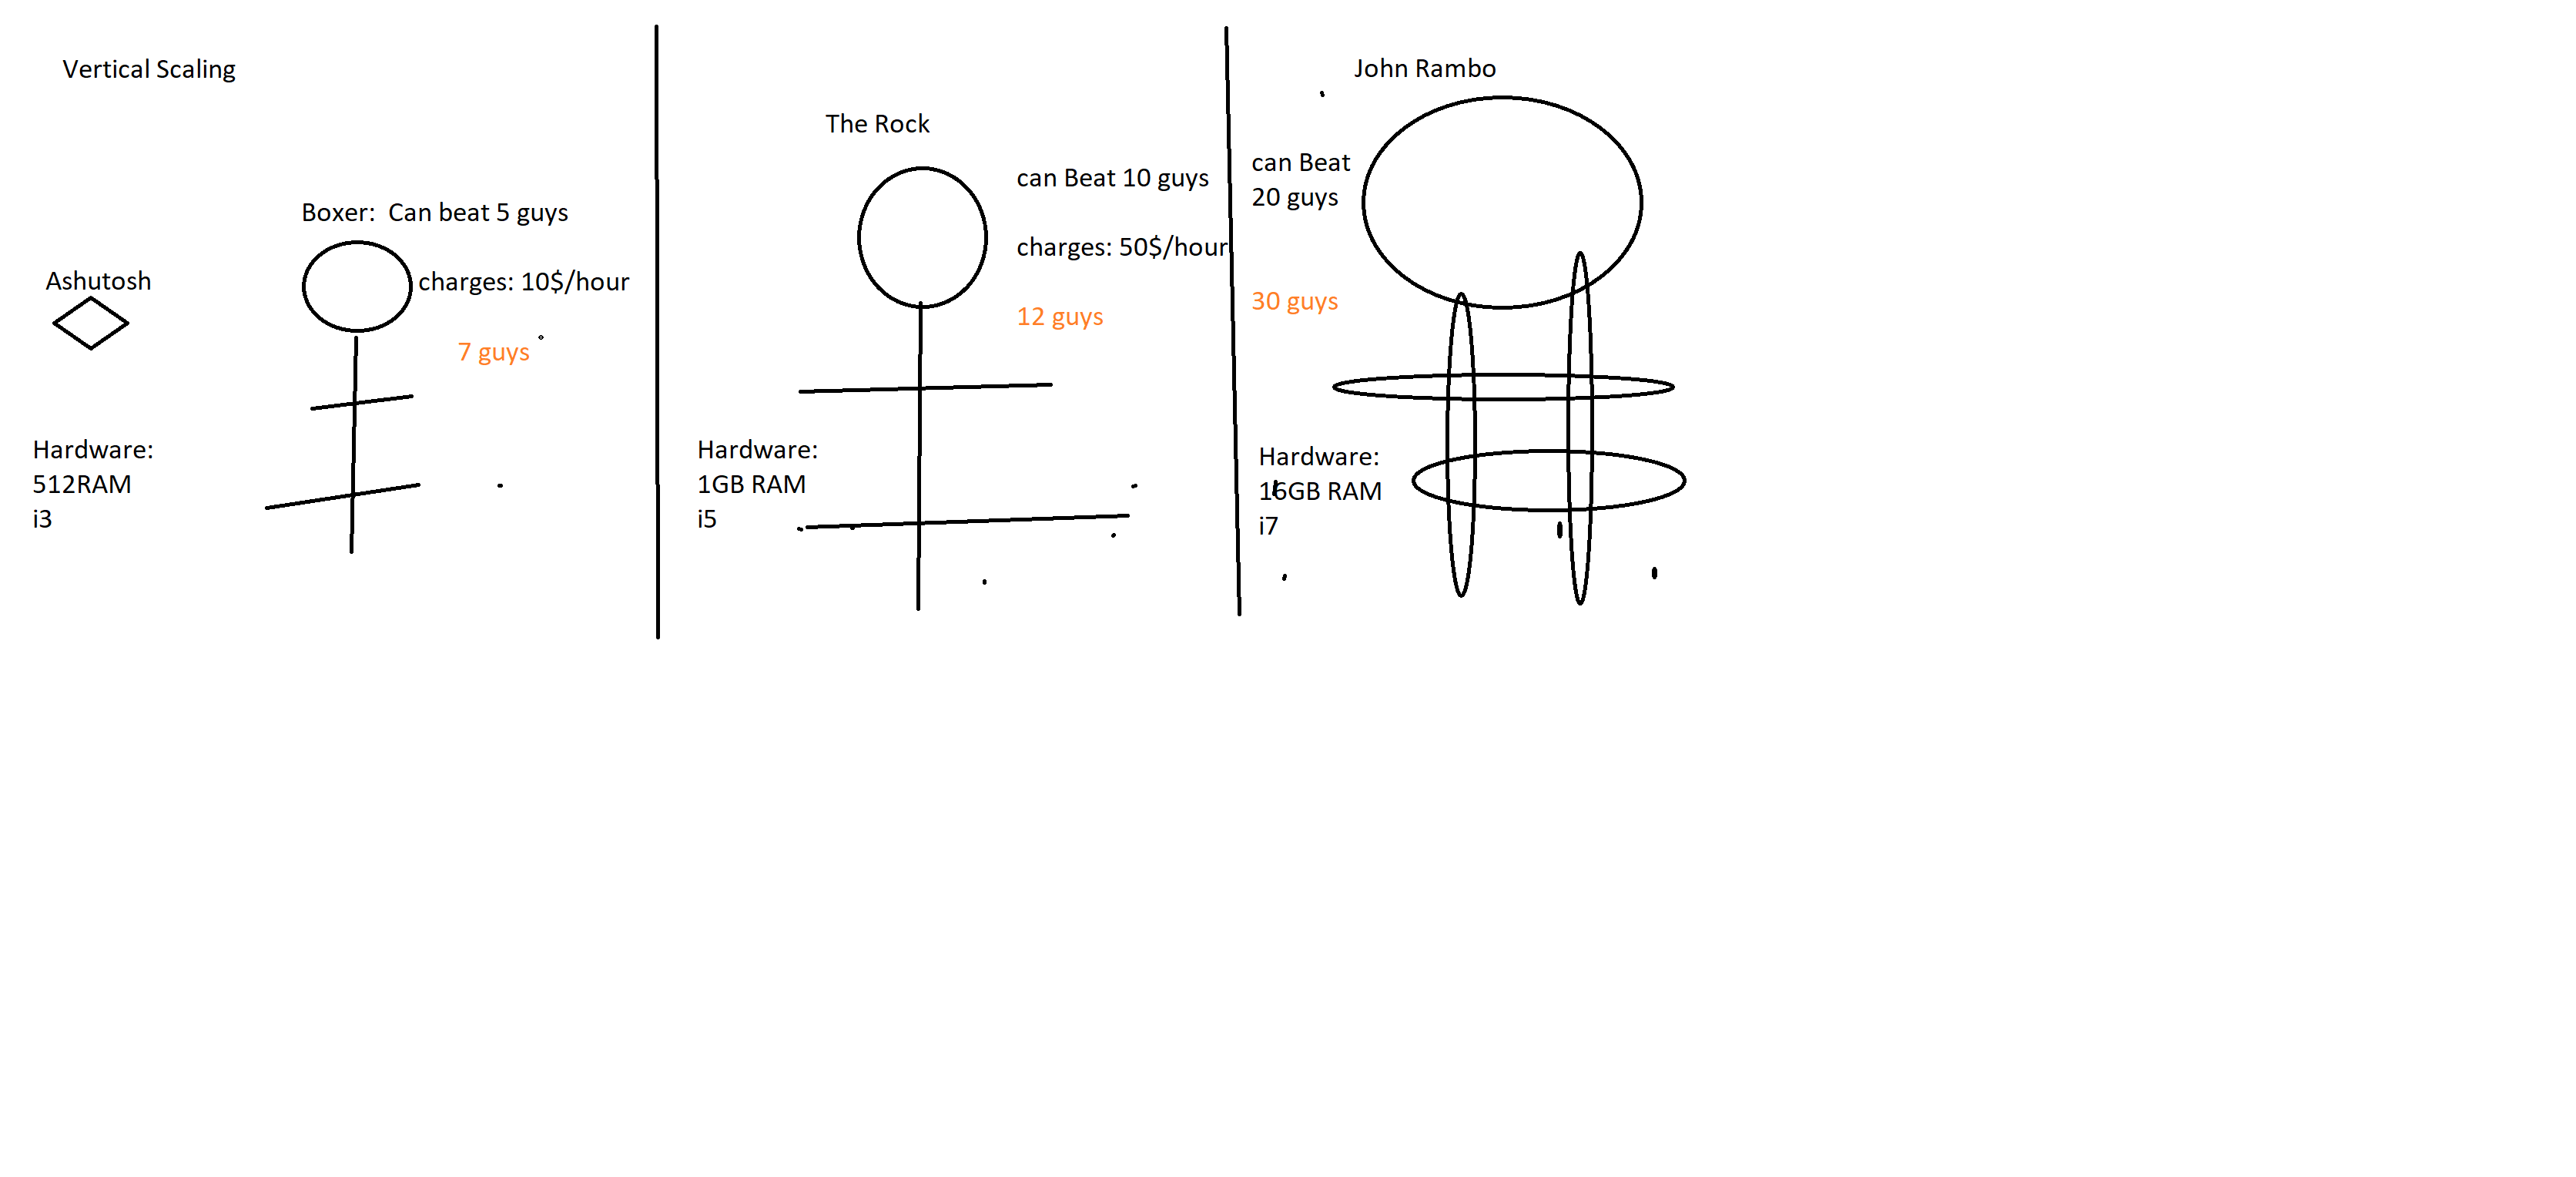 Vertical Scaling
Ashutosh
Boxer:  Can beat 5 guys
charges: 10$/hour
7 guys
Hardware:
512RAM
i3
The Rock
can Beat 10 guys
charges: 50$/hour
12 guys
Hardware:
1GB RAM
i5
John Rambo
can Beat
20 guys
30 guys
Hardware:
16GB RAM
i7